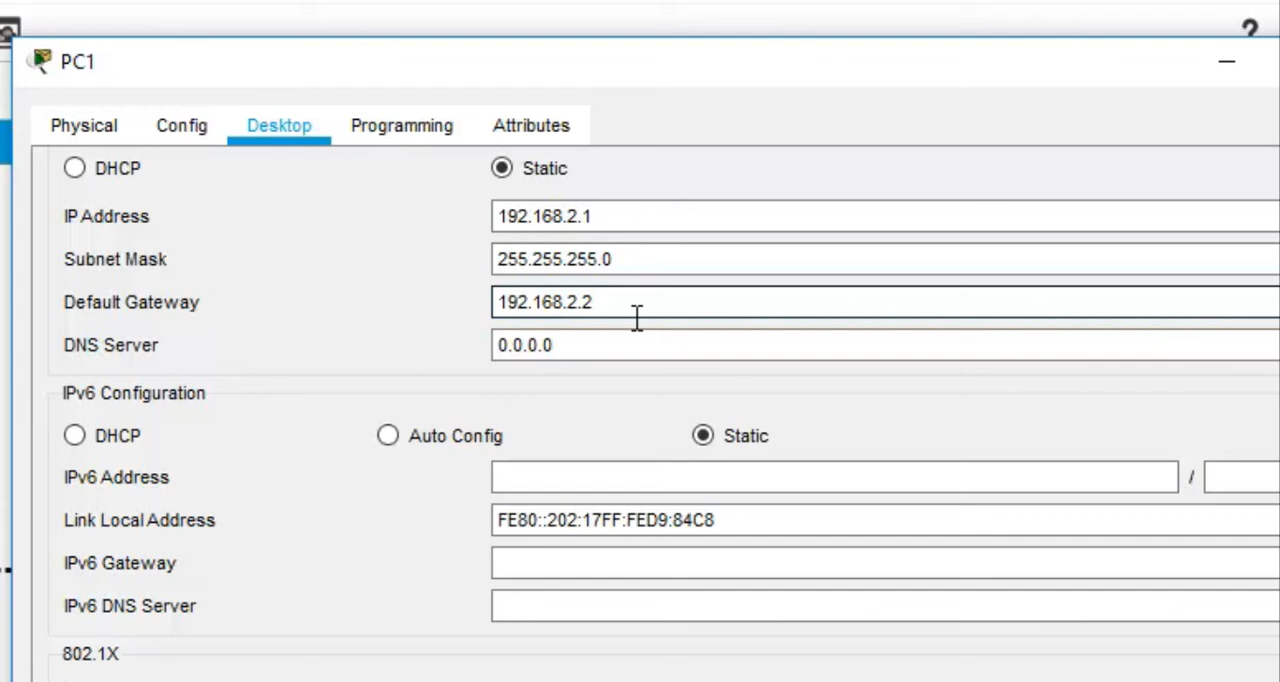 ?
PC1
Physical Config Desktop Programming Attributes
DHCP Static
IP Address 192.168.2.1
Subnet Mask 255.255.255.0
Default Gateway 192.168.2.2
DNS Server 0.0.0.0
IPv6 Configuration
DHCP Auto Config Static
IPv6 Address /
Link Local Address FE80::202:17FF:FED9:84C8
IPv6 Gateway
IPv6 DNS Server
802.1X